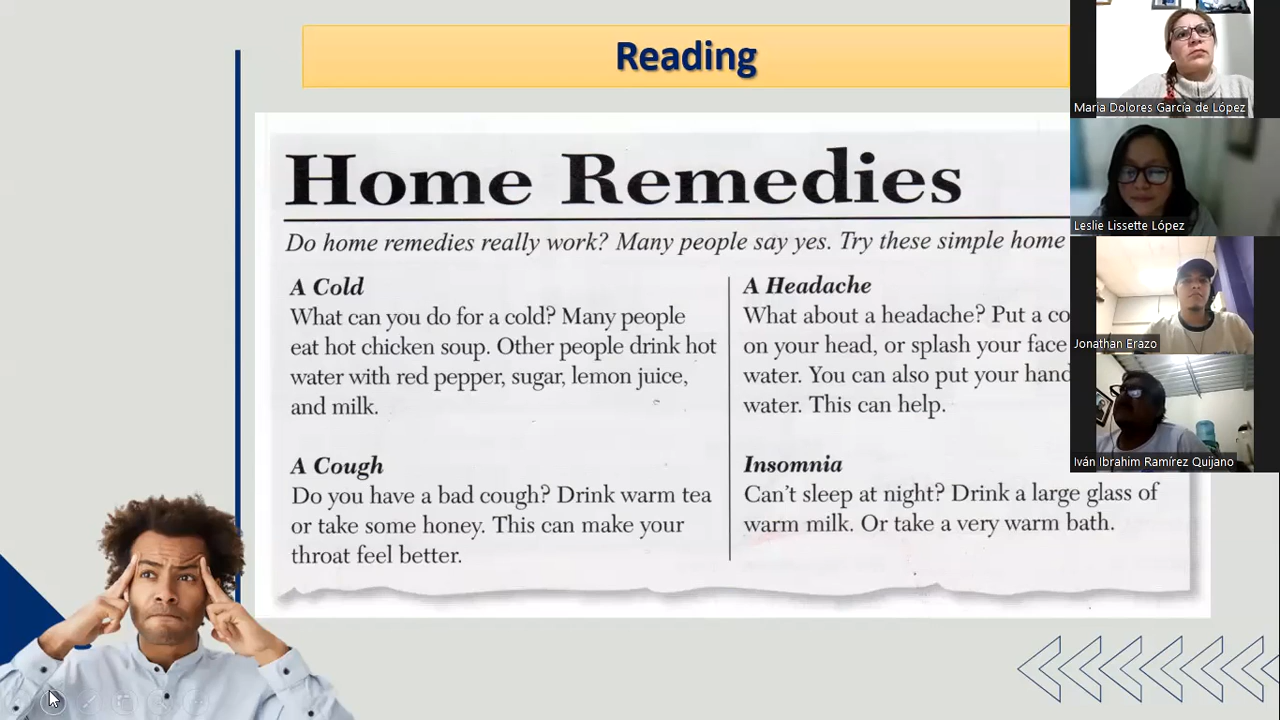 Reading
Home Remedies
Do home remedies really work? Many people say yes. Try these simple home
A Cold
What can you do for a cold? Many people
eat hot chicken soup. Other people drink hot
water with red pepper, sugar, lemon juice,
and milk.
A Cough
Do you have a bad cough? Drink warm tea
or take some honey. This can make your
throat feel better.
A Headache
What about a headache? Put a co
on your head, or splash your face
water. You can also put your hand
water. This can help.
Insomnia
Can't sleep at night? Drink a large glass of
warm milk. Or take a very warm bath.
Maria Dolores García de López
Leslie Lissette López
Jonathan Erazo
Iván Ibrahim Ramírez Quijano